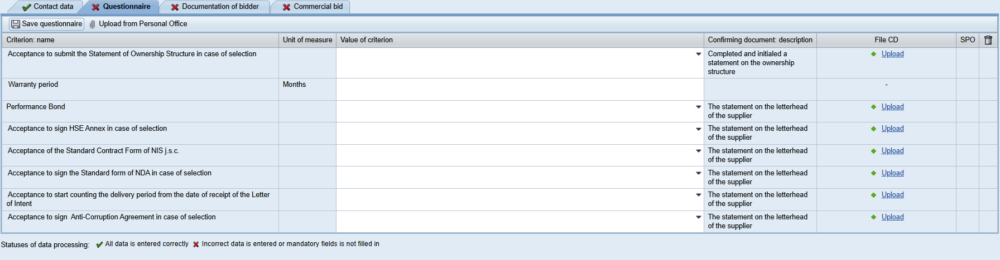 Contact data Questionnaire Documentation of bidder Commercial bid
Save questionnaire Upload from Personal Office
Criterion: name Unit of measure Value of criterion Confirming document: description File CD SPO
Acceptance to submit the Statement of Ownership Structure in case of selection Completed and initialed a Upload
statement on the ownership
structure
Warranty period Months -
Performance Bond The statement on the letterhead Upload
of the supplier
Acceptance to sign HSE Annex in case of selection The statement on the letterhead Upload
of the supplier
Acceptance of the Standard Contract Form of NIS j.s.c. The statement on the letterhead Upload
of the supplier
Acceptance to sign the Standard form of NDA in case of selection The statement on the letterhead Upload
of the supplier
Acceptance to start counting the delivery period from the date of receipt of the Letter The statement on the letterhead Upload
of Intent of the supplier
Acceptance to sign Anti-Corruption Agreement in case of selection The statement on the letterhead Upload
of the supplier
Statuses of data processing: All data is entered correctly Incorrect data is entered or mandatory fields is not filled in